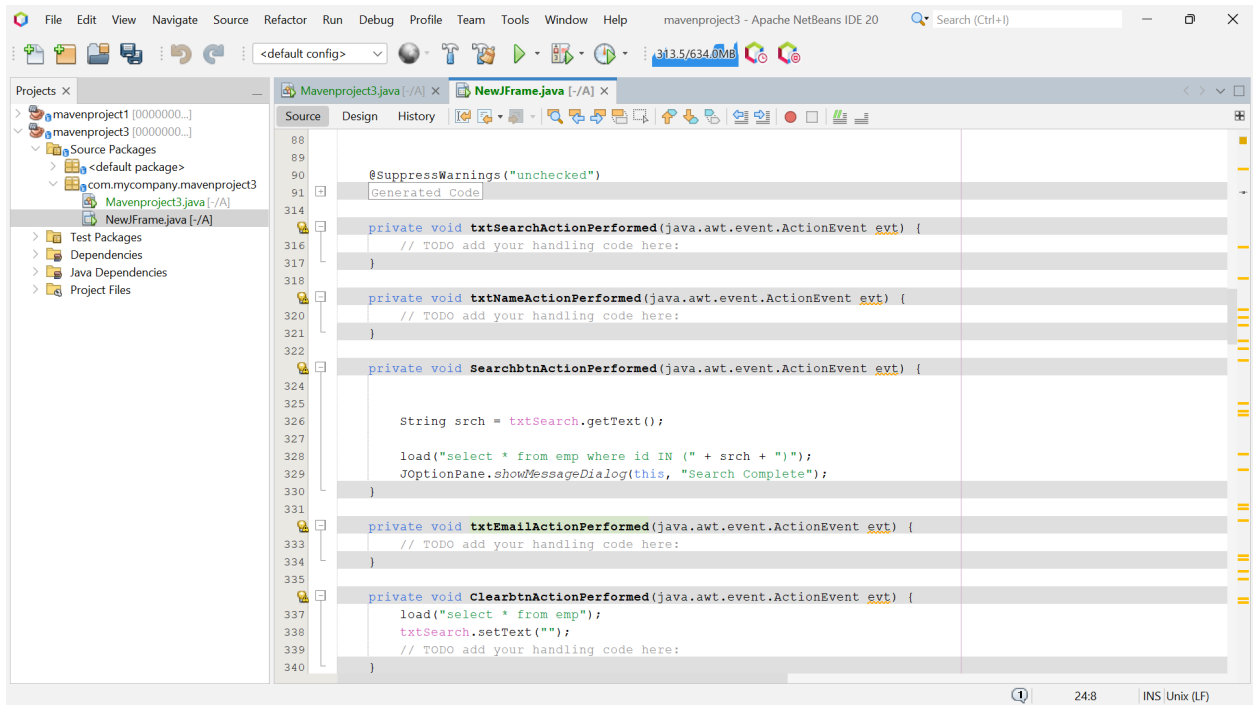 File Edit View Navigate Source Refactor Run Debug Profile Team Tools Window Help mavenproject3 - Apache NetBeans IDE 20 Search (Ctrl+I)
<default config> 313.5/634.0MB
Projects
mavenproject1 [0000000...]
mavenproject3 [0000000...]
Source Packages
<default package>
com.mycompany.mavenproject3
Mavenproject3.java [-/A]
NewJFrame.java [-/A]
Test Packages
Dependencies
Java Dependencies
Project Files
Mavenproject3.java [-/A] NewJFrame.java [-/A]
Source Design History
88
89
90 @SuppressWarnings("unchecked")
91 Generated Code
314
private void txtSearchActionPerformed(java.awt.event.ActionEvent evt) {
316 // TODO add your handling code here:
317 }
318
private void txtNameActionPerformed(java.awt.event.ActionEvent evt) {
320 // TODO add your handling code here:
321 }
322
private void SearchbtnActionPerformed(java.awt.event.ActionEvent evt) {
324
325
326 String srch = txtSearch.getText();
327
328 load("select * from emp where id IN (" + srch + ")");
329 JOptionPane.showMessageDialog(this, "Search Complete");
330 }
331
private void txtEmailActionPerformed(java.awt.event.ActionEvent evt) {
333 // TODO add your handling code here:
334 }
335
private void ClearbtnActionPerformed(java.awt.event.ActionEvent evt) {
337 load("select * from emp");
338 txtSearch.setText("");
339 // TODO add your handling code here:
340 }
1 24:8 INS Unix (LF)